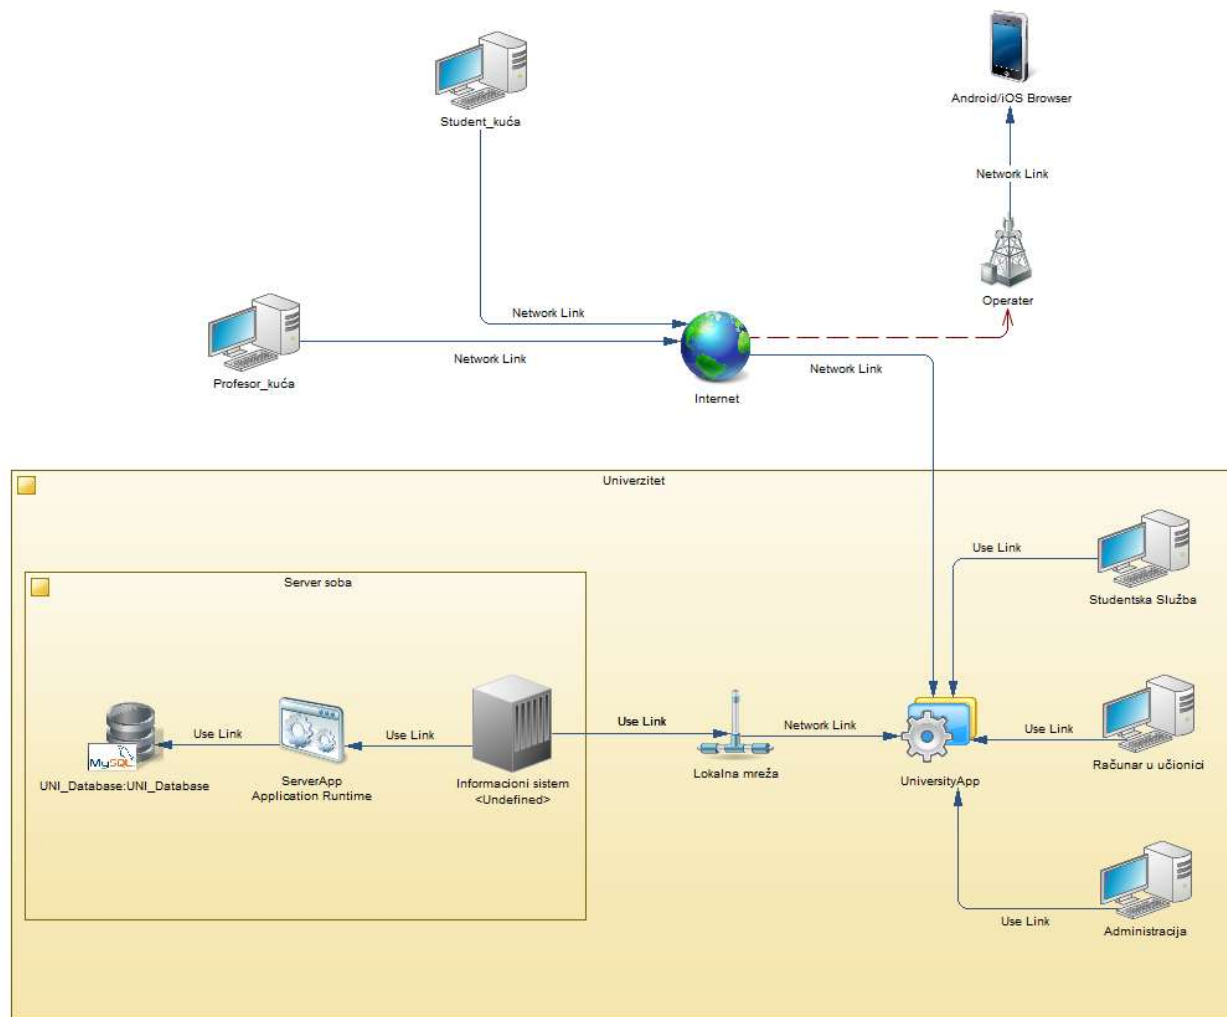 Android/iOS Browser
Student_kuća
Network Link
Operater
Network Link
Profesor_kuća
Network Link
Network Link
Internet
Univerzitet
Use Link
Studentska Služba
Server soba
MySQL
UNI_Database:UNI_Database
Use Link
ServerApp
Application Runtime
Use Link
Informacioni sistem
<Undefined>
Use Link
Lokalna mreža
Network Link
UniversityApp
Use Link
Računar u učionici
Use Link
Administracija